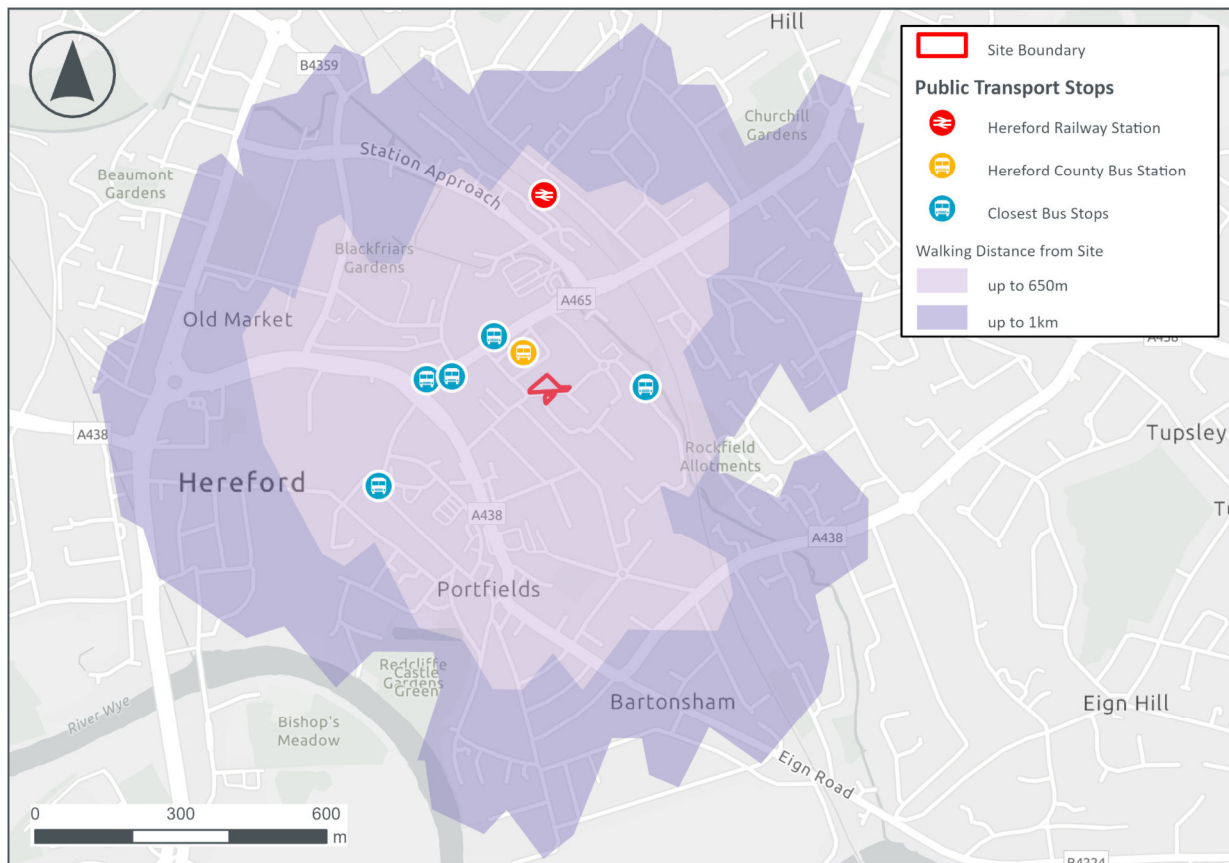 Hill
B4359
Site Boundary
Public Transport Stops
Hereford Railway Station
Hereford County Bus Station
Closest Bus Stops
Walking Distance from Site
up to 650m
up to 1km
Churchill
Gardens
Station Approach
Beaumont
Gardens
Blackfriars
Gardens
A465
Old Market
A438
A438
Tupsley
Rockfield
Allotments
Hereford
A438
A438
Portfields
Redcliffe
Gardens
Castle
Green
Bartonsham
Eign Hill
River Wye
Bishop's
Meadow
Eign Road
0 300 600
m
B4224